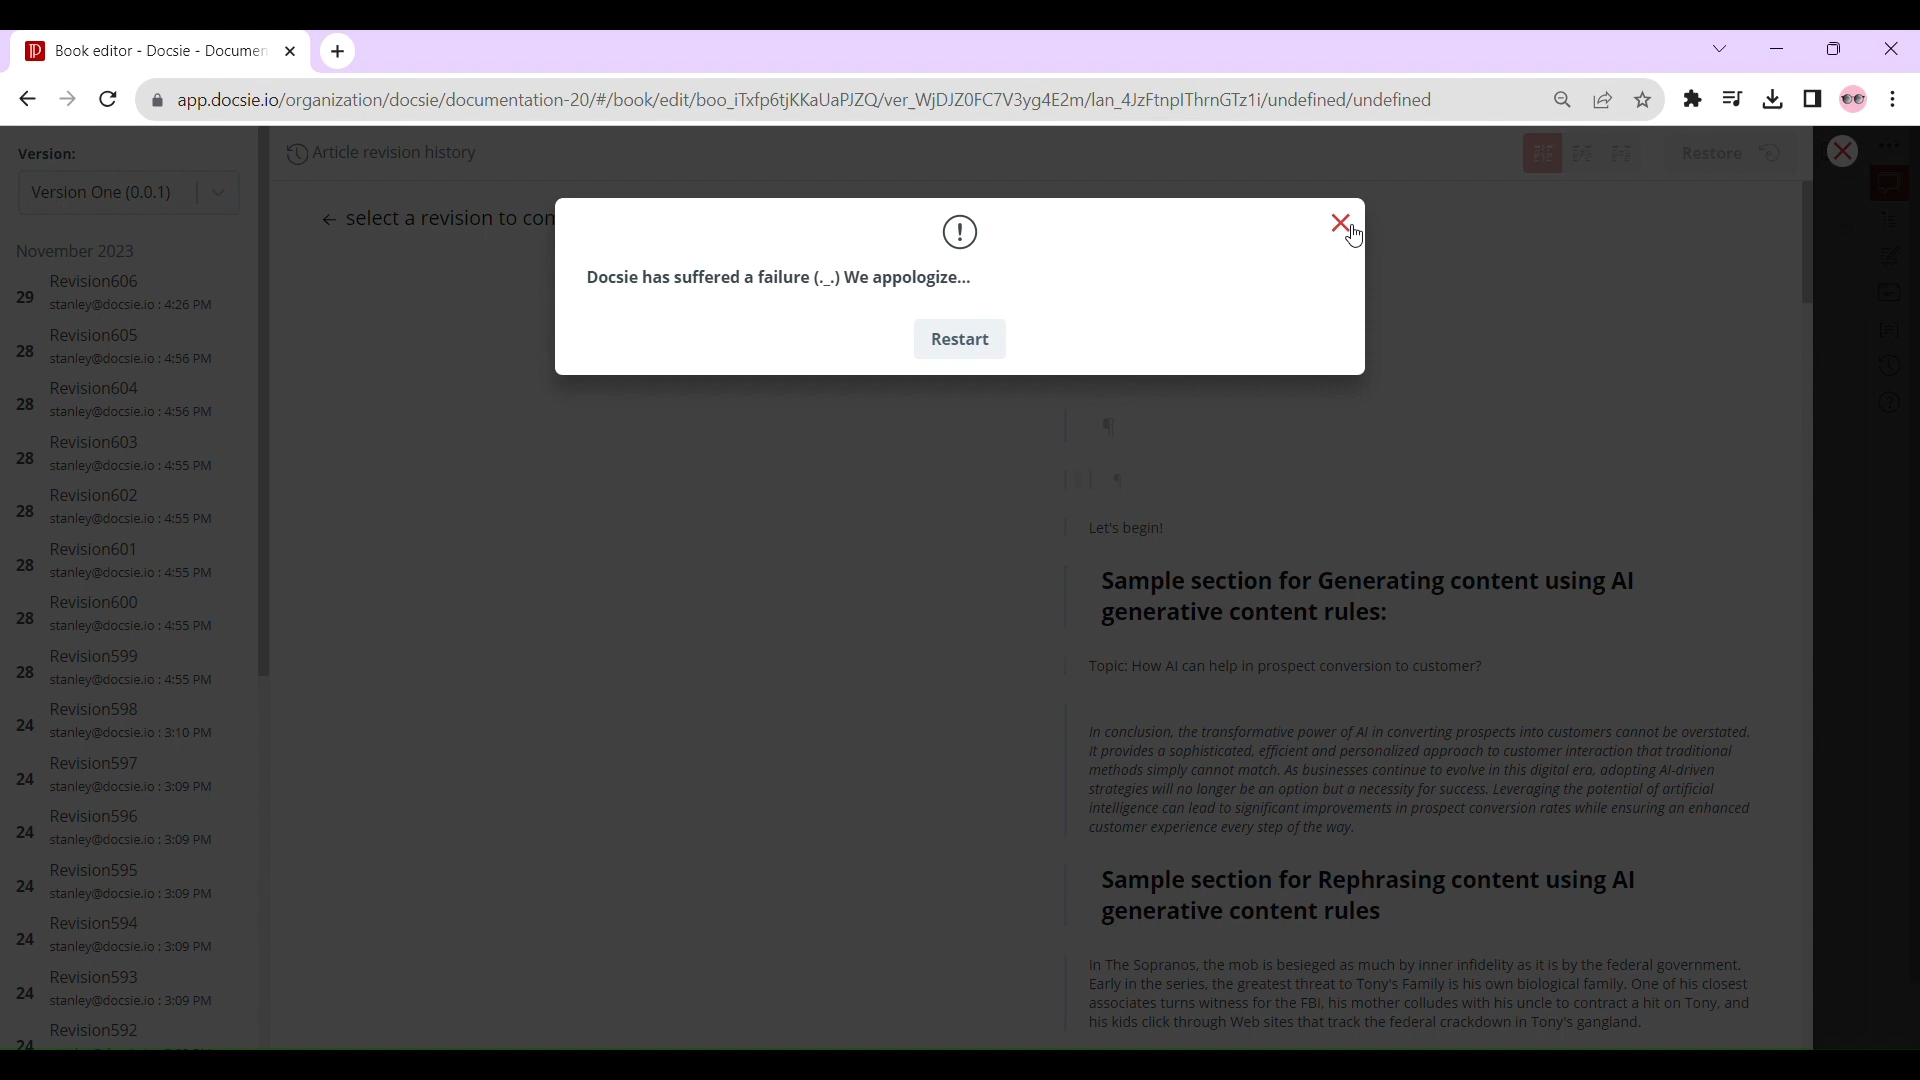 Book editor - Docsie - Documen
app.docsie.io/organization/docsie/documentation-20/#/book/edit/boo_iTxfp6tjKKaUaPJZQ/ver_WjDJZ0FC7V3yg4E2m/lan_4JzFtnpIThrnGTz1i/undefined/undefined
Version:
Version One (0.0.1)
Article revision history
Restore
← select a revision to con
Docsie has suffered a failure (._.) We appologize...
Restart
November 2023
Revision606
29 stanley@docsie.io : 4:26 PM
Revision605
28 stanley@docsie.io : 4:56 PM
Revision604
28 stanley@docsie.io : 4:56 PM
Revision603
28 stanley@docsie.io : 4:55 PM
Revision602
28 stanley@docsie.io : 4:55 PM
Revision601
28 stanley@docsie.io : 4:55 PM
Revision600
28 stanley@docsie.io : 4:55 PM
Revision599
28 stanley@docsie.io : 4:55 PM
Revision598
24 stanley@docsie.io : 3:10 PM
Revision597
24 stanley@docsie.io : 3:09 PM
Revision596
24 stanley@docsie.io : 3:09 PM
Revision595
24 stanley@docsie.io : 3:09 PM
Revision594
24 stanley@docsie.io : 3:09 PM
Revision593
24 stanley@docsie.io : 3:09 PM
Revision592
24
¶
¶
Let's begin!
Sample section for Generating content using AI
generative content rules:
Topic: How AI can help in prospect conversion to customer?
In conclusion, the transformative power of AI in converting prospects into customers cannot be overstated.
It provides a sophisticated, efficient and personalized approach to customer interaction that traditional
methods simply cannot match. As businesses continue to evolve in this digital era, adopting AI-driven
strategies will no longer be an option but a necessity for success. Leveraging the potential of artificial
intelligence can lead to significant improvements in prospect conversion rates while ensuring an enhanced
customer experience every step of the way.
Sample section for Rephrasing content using AI
generative content rules
In The Sopranos, the mob is besieged as much by inner infidelity as it is by the federal government.
Early in the series, the greatest threat to Tony's Family is his own biological family. One of his closest
associates turns witness for the FBI, his mother colludes with his uncle to contract a hit on Tony, and
his kids click through Web sites that track the federal crackdown in Tony's gangland.